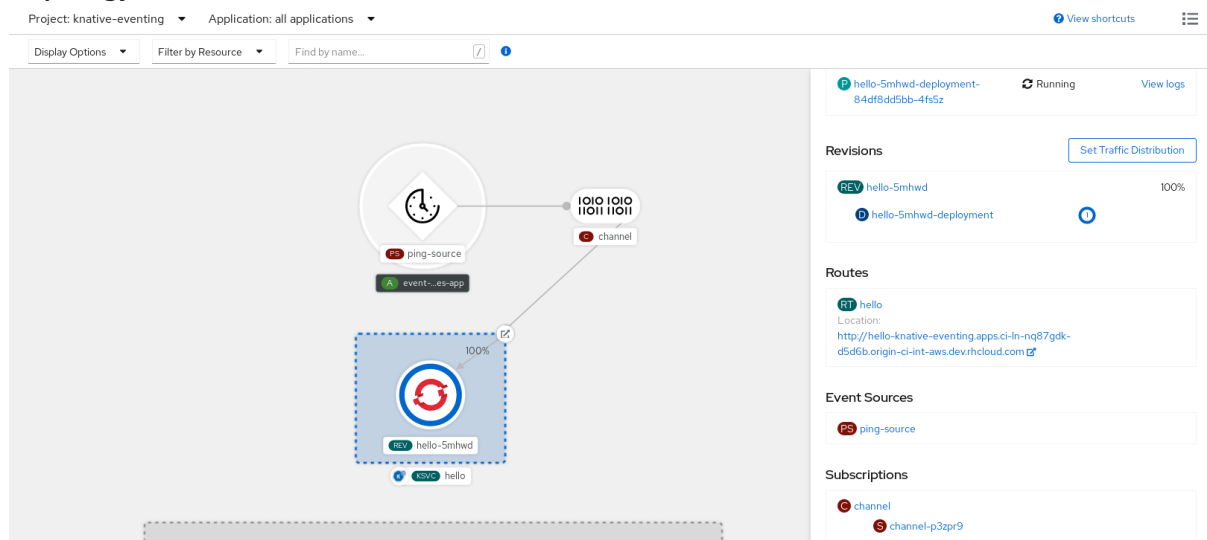 Project: knative-eventing
Application: all applications
View shortcuts
Display Options
Filter by Resource
Find by name...
/
P hello-5mhwd-deployment-
84df8dd5bb-4fs5z
Running
View logs
Revisions
Set Traffic Distribution
REV hello-5mhwd
100%
D hello-5mhwd-deployment
1
Routes
RT hello
Location:
http://hello-knative-eventing.apps.ci-ln-nq87gdk-
d5d6b.origin-ci-int-aws.dev.rhcloud.com
Event Sources
PS ping-source
Subscriptions
C channel
S channel-p3zpr9
1010 1010
11011 11011
C channel
PS ping-source
A event-...es-app
100%
REV hello-5mhwd
KSVC hello